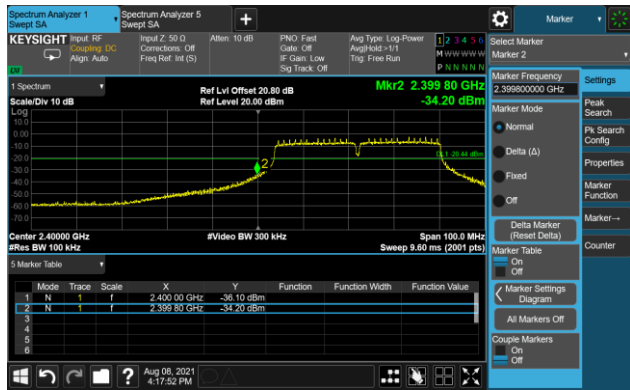 Spectrum Analyzer 1
Swept SA
Spectrum Analyzer 5
Swept SA
+
Marker
KEYSIGHT
Input: RF
Coupling: DC
Align: Auto
Input Z: 50 Ω
Corrections: Off
Freq Ref: Int (S)
Atten: 10 dB
PNO: Fast
Gate: Off
IF Gain: Low
Sig Track: Off
Avg Type: Log-Power
Avg|Hold:>1/1
Trig: Free Run
1 2 3 4 5 6
M W W W W W
P N N N N N
Select Marker
Marker 2
1 Spectrum
Scale/Div 10 dB
Ref Lvl Offset 20.80 dB
Ref Level 20.00 dBm
Mkr2 2.399 80 GHz
-34.20 dBm
Log
10.0
0.00
-10.0
-20.0
-30.0
-40.0
-50.0
-60.0
-70.0
2
DL1 -20.44 dBm
Center 2.40000 GHz
#Res BW 100 kHz
#Video BW 300 kHz
Span 100.0 MHz
Sweep 9.60 ms (2001 pts)
5 Marker Table
Mode Trace Scale X Y Function Function Width Function Value
1 N 1 f 2.400 00 GHz -36.10 dBm
2 N 1 f 2.399 80 GHz -34.20 dBm
3
4
5
6
Marker Frequency
2.399800000 GHz
Marker Mode
Normal
Delta (Δ)
Fixed
Off
Delta Marker
(Reset Delta)
Marker Table
On
Off
Marker Settings
Diagram
All Markers Off
Couple Markers
On
Off
Settings
Peak
Search
Pk Search
Config
Properties
Marker
Function
Marker→
Counter
?
Aug 08, 2021
4:17:52 PM